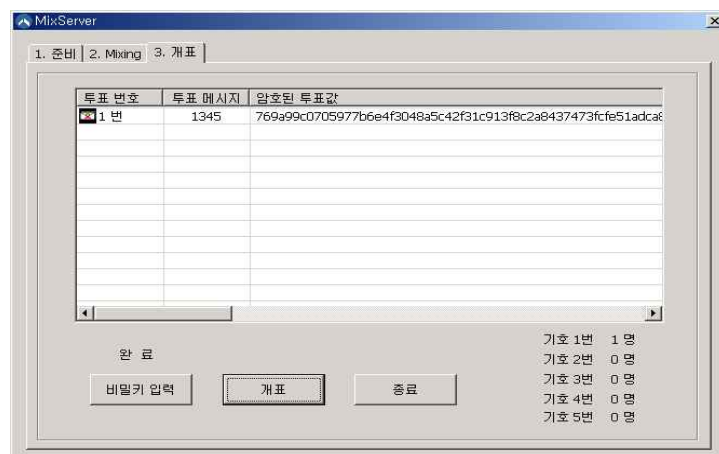 MixServer
1. 준비 2. Mixing 3. 개표
투표 번호 투표 메시지 암호된 투표값
1 번 1345 769a99c0705977b6e4f3048a5c42f31c913f8c2a8437473fcfe51adca8
기호 1번 1 명
완 료
기호 2번 0 명
비밀키 입력 개표 종료
기호 3번 0 명
기호 4번 0 명
기호 5번 0 명